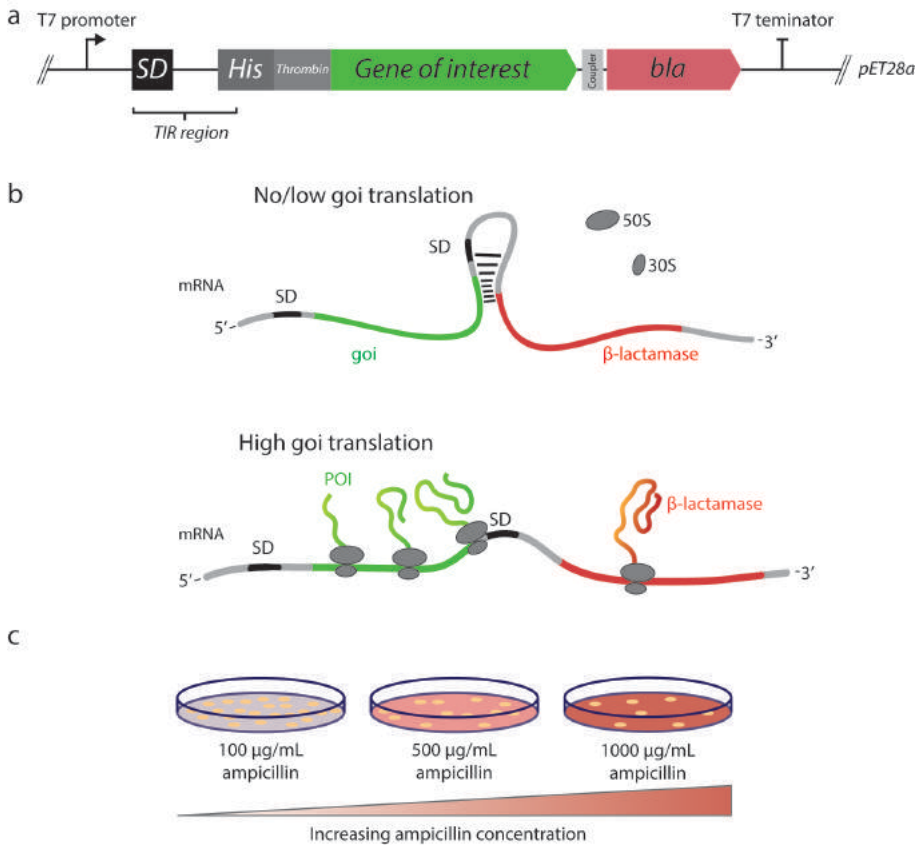 a
T7 promoter
T7 teminator
SD
His
Thrombin
Gene of interest
Coupler
bla
pET28a
TIR region
b
No/low goi translation
50S
SD
30S
mRNA
SD
5'
goi
β-lactamase
3'
High goi translation
POI
SD
β-lactamase
mRNA
SD
5'
3'
c
100 μg/mL
ampicillin
500 μg/mL
ampicillin
1000 μg/mL
ampicillin
Increasing ampicillin concentration